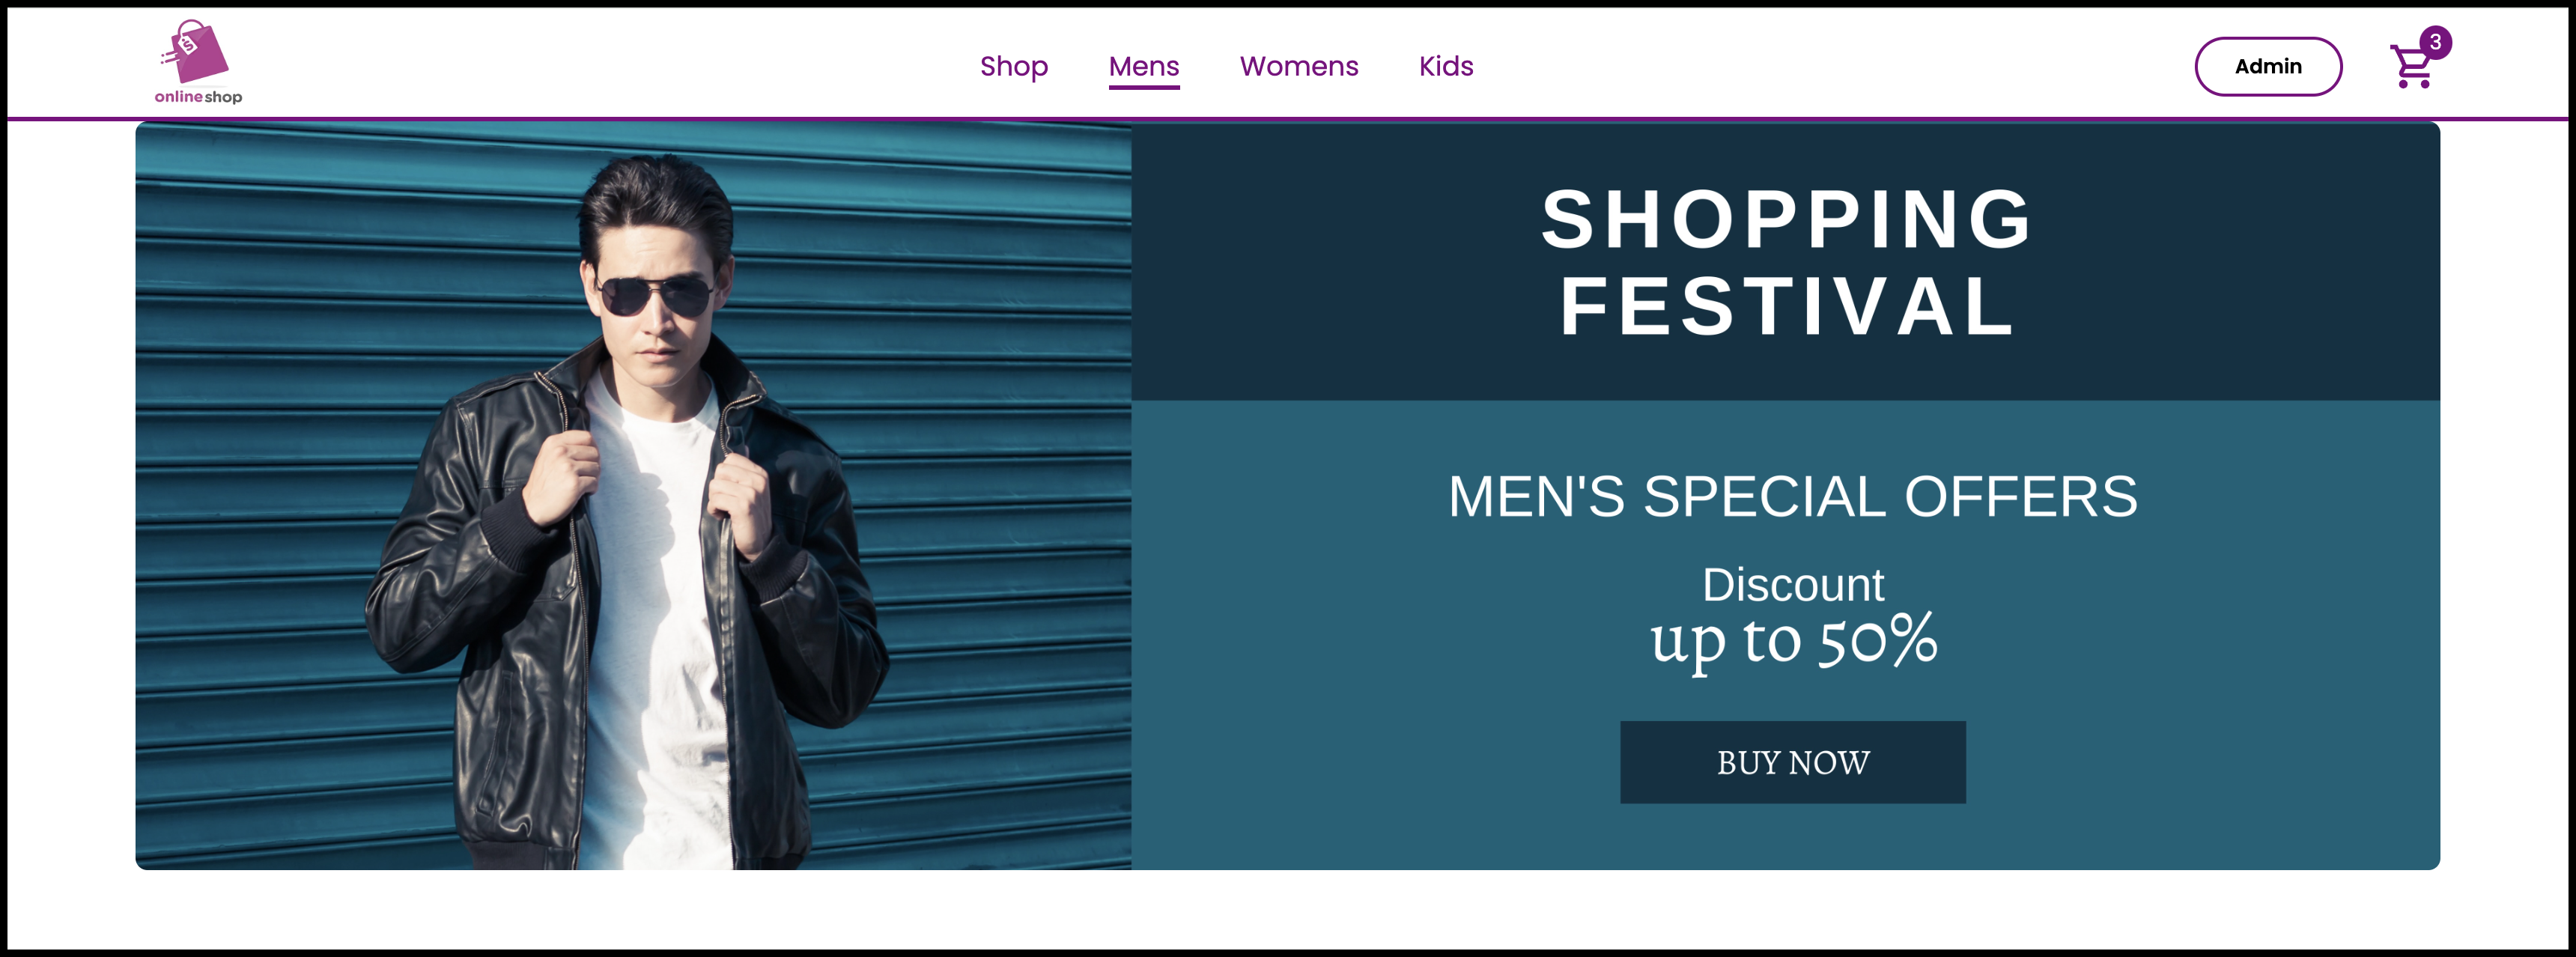 onlineshop
Shop
Mens
Womens
Kids
Admin
3
SHOPPING
FESTIVAL
MEN'S SPECIAL OFFERS
Discount
up to 50%
BUY NOW